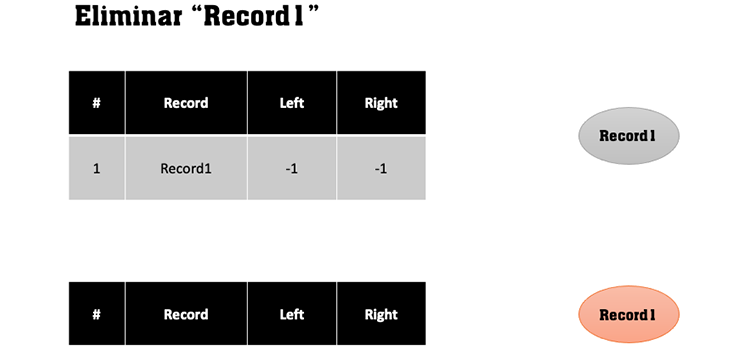 Eliminar “Record1”
# Record Left Right
1 Record1 -1 -1
Record1
# Record Left Right
Record1